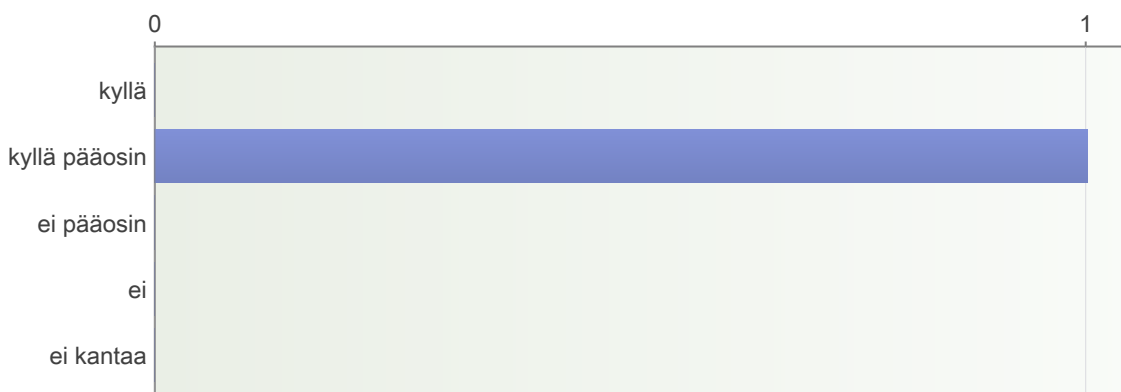 0 1
kyllä
kyllä pääosin
ei pääosin
ei
ei kantaa